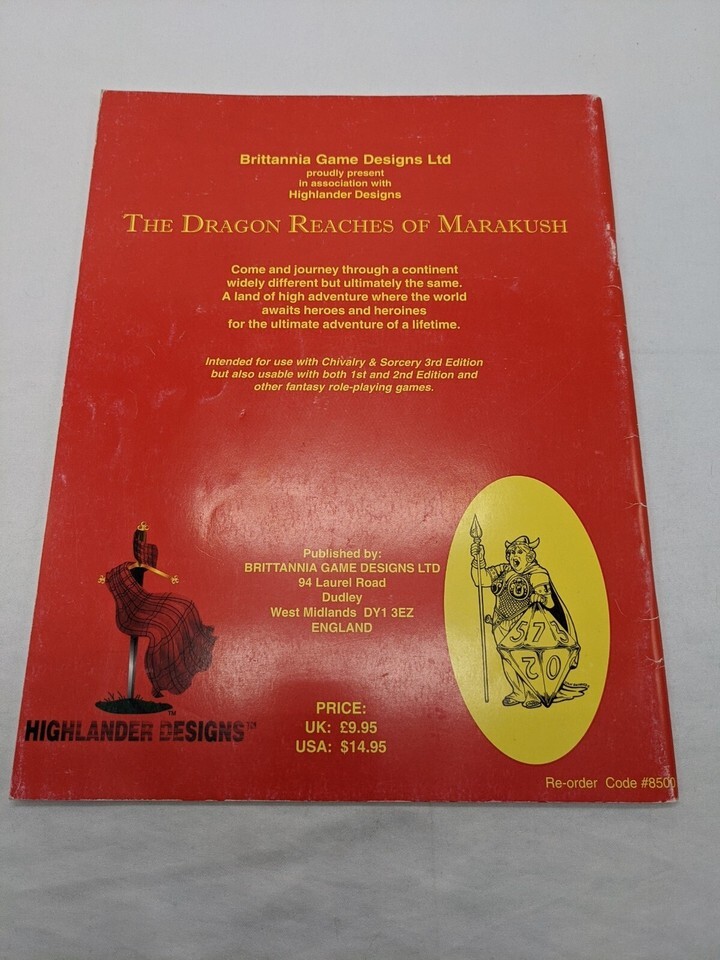 Brittannia Game Designs Ltd
proudly present
in association with
Highlander Designs
THE DRAGON REACHES OF MARAKUSH
Come and journey through a continent
widely different but ultimately the same.
A land of high adventure where the world
awaits heroes and heroines
for the ultimate adventure of a lifetime.
Intended for use with Chivalry & Sorcery 3rd Edition
but also usable with both 1st and 2nd Edition and
other fantasy role-playing games.
Published by:
BRITTANNIA GAME DESIGNS LTD
94 Laurel Road
Dudley
West Midlands DY1 3EZ
ENGLAND
TM
HIGHLANDER DESIGNS™
PRICE:
UK: £9.95
USA: $14.95
57
20
Re-order Code #8500